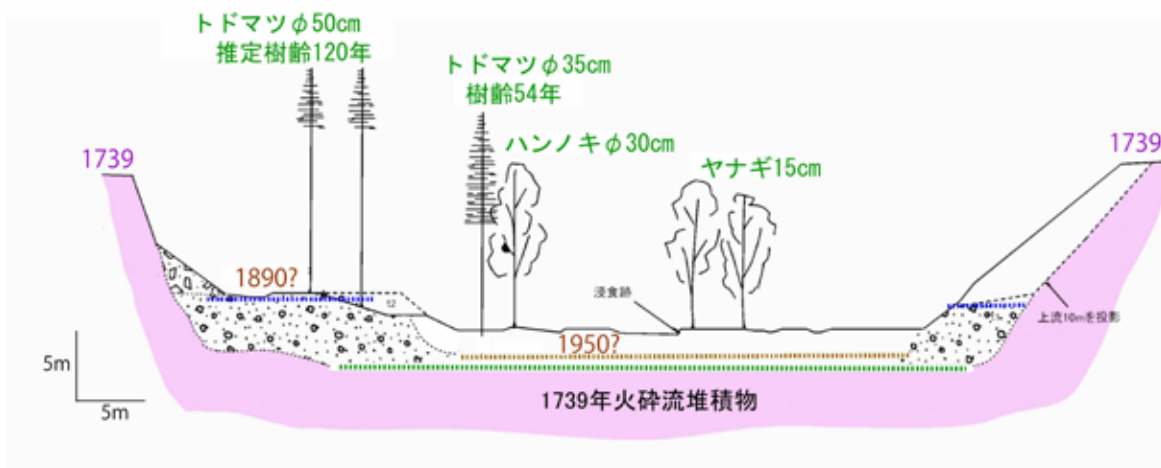 トドマツφ50cm
推定樹齢120年
トドマツφ35cm
樹齢54年
ハンノキφ30cm
ヤナギ15cm
1739
1739
1890?
t2
浸食跡
上流10mを投影
1950?
5m
5m
1739年火砕流堆積物